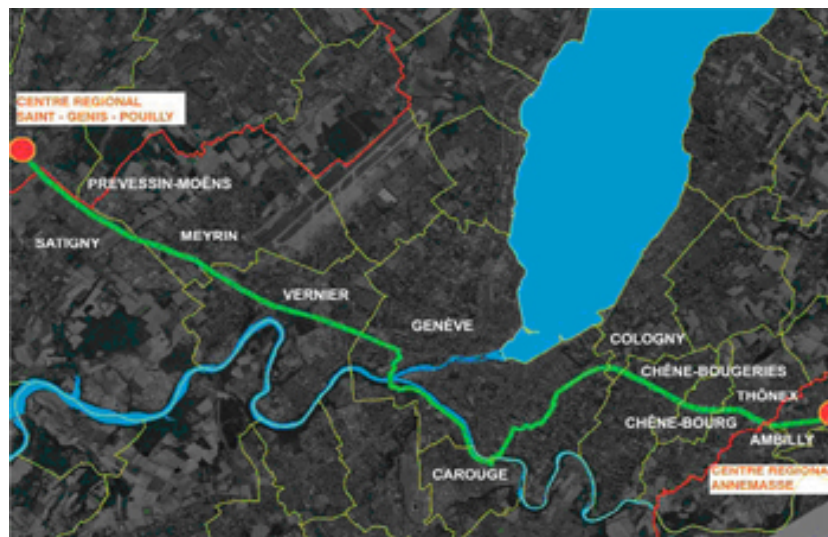 CENTRE REGIONAL
SAINT - GENIS - POUILLY
PREVESSIN-MOËNS
SATIGNY
MEYRIN
VERNIER
GENÈVE
COLOGNY
CHÊNE-BOUGERIES
THÔNEX
CHÊNE-BOURG
AMBILLY
CAROUGE
CENTRE REGIONA
ANNEMASSE